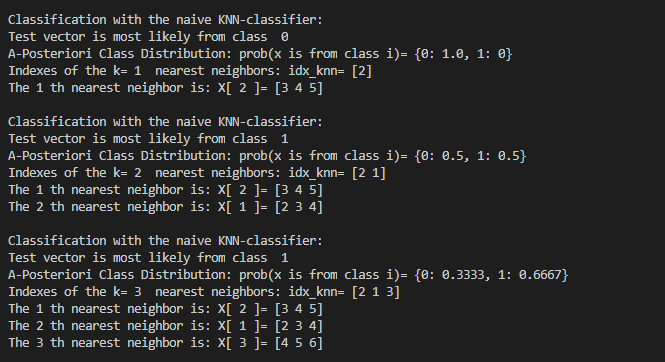 Classification with the naive KNN-classifier:
Test vector is most likely from class  0
A-Posteriori Class Distribution: prob(x is from class i)= {0: 1.0, 1: 0}
Indexes of the k= 1  nearest neighbors: idx_knn= [2]
The 1 th nearest neighbor is: X[ 2 ]= [3 4 5]
Classification with the naive KNN-classifier:
Test vector is most likely from class  1
A-Posteriori Class Distribution: prob(x is from class i)= {0: 0.5, 1: 0.5}
Indexes of the k= 2  nearest neighbors: idx_knn= [2 1]
The 1 th nearest neighbor is: X[ 2 ]= [3 4 5]
The 2 th nearest neighbor is: X[ 1 ]= [2 3 4]
Classification with the naive KNN-classifier:
Test vector is most likely from class  1
A-Posteriori Class Distribution: prob(x is from class i)= {0: 0.3333, 1: 0.6667}
Indexes of the k= 3  nearest neighbors: idx_knn= [2 1 3]
The 1 th nearest neighbor is: X[ 2 ]= [3 4 5]
The 2 th nearest neighbor is: X[ 1 ]= [2 3 4]
The 3 th nearest neighbor is: X[ 3 ]= [4 5 6]